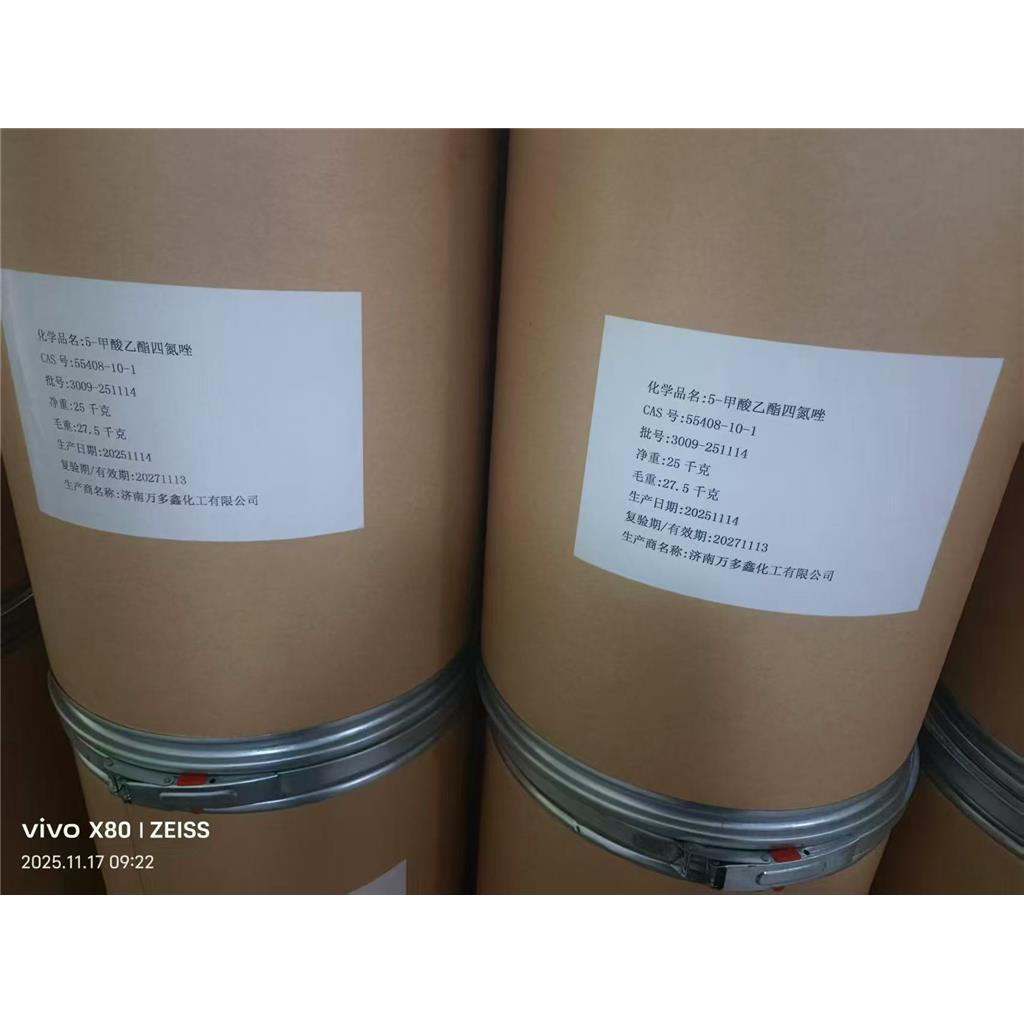 化学品名:5-甲酸乙酯四氮唑
CAS 号:55408-10-1
批号:3009-251114
净重:25 千克
毛重:27.5 千克
生产日期:20251114
复验期/有效期:20271113
生产商名称:济南万多鑫化工有限公司
化学品名:5-甲酸乙酯四氮唑
CAS 号:55408-10-1
批号:3009-251114
净重:25 千克
毛重:27.5 千克
生产日期:20251114
复验期/有效期:20271113
生产商名称:济南万多鑫化工有限公司
vivo X80 | ZEISS
2025.11.17 09:22